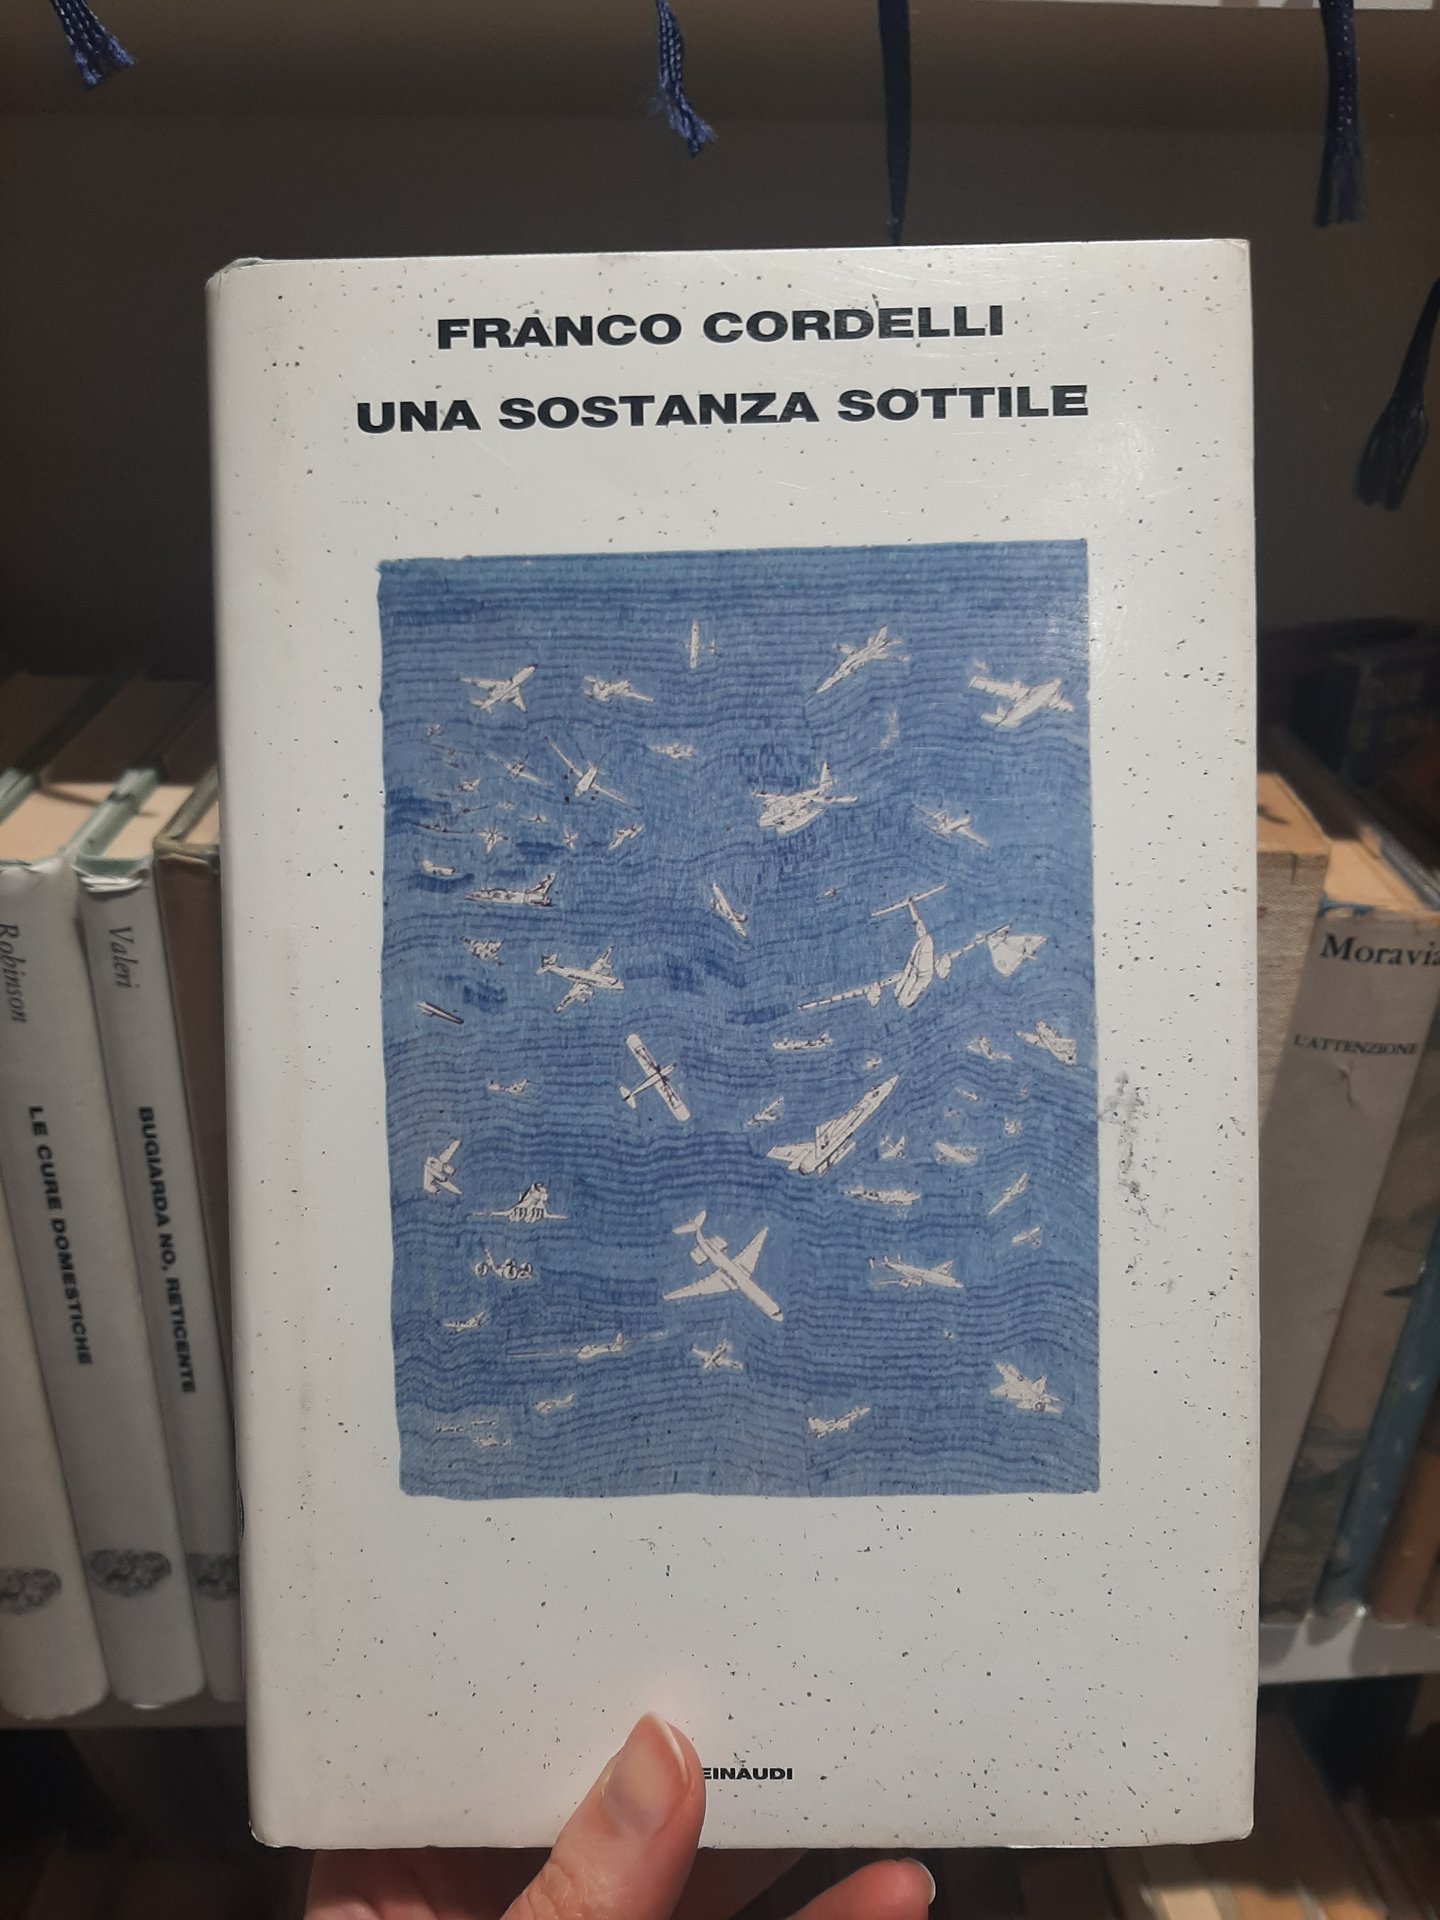 FRANCO CORDELLI
UNA SOSTANZA SOTTILE
EINAUDI
Robinson
LE CURE DOMESTICHE
Valeri
BUGIARDA NO, RETICENTE
Moravia
L'ATTENZIONE